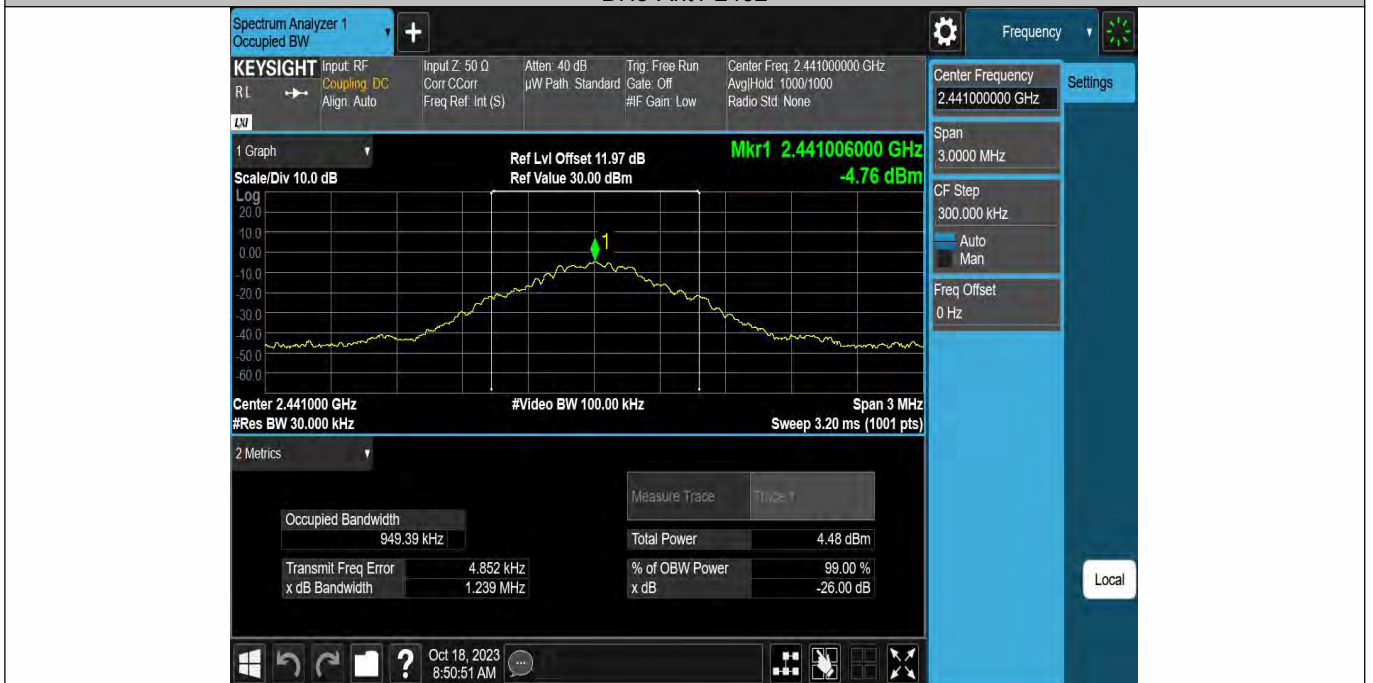 Spectrum Analyzer 1
Occupied BW
+
Frequency
KEYSIGHT
RL
LXI
Input: RF
Coupling: DC
Align: Auto
Input Z: 50 Ω
Corr CCorr
Freq Ref: Int (S)
Atten: 40 dB
µW Path: Standard
Trig: Free Run
Gate: Off
#IF Gain: Low
Center Freq: 2.441000000 GHz
Avg|Hold: 1000/1000
Radio Std: None
Center Frequency
2.441000000 GHz
Settings
Span
3.0000 MHz
CF Step
300.000 kHz
Auto
Man
Freq Offset
0 Hz
Local
1 Graph
Scale/Div 10.0 dB
Ref Lvl Offset 11.97 dB
Ref Value 30.00 dBm
Mkr1 2.441006000 GHz
-4.76 dBm
Log
20.0
10.0
0.00
-10.0
-20.0
-30.0
-40.0
-50.0
-60.0
1
Center 2.441000 GHz
#Video BW 100.00 kHz
Span 3 MHz
#Res BW 30.000 kHz
Sweep 3.20 ms (1001 pts)
2 Metrics
Measure Trace
Trace 1
Occupied Bandwidth
949.39 kHz
Total Power
4.48 dBm
Transmit Freq Error
4.852 kHz
% of OBW Power
99.00 %
x dB Bandwidth
1.239 MHz
x dB
-26.00 dB
?
Oct 18, 2023
8:50:51 AM